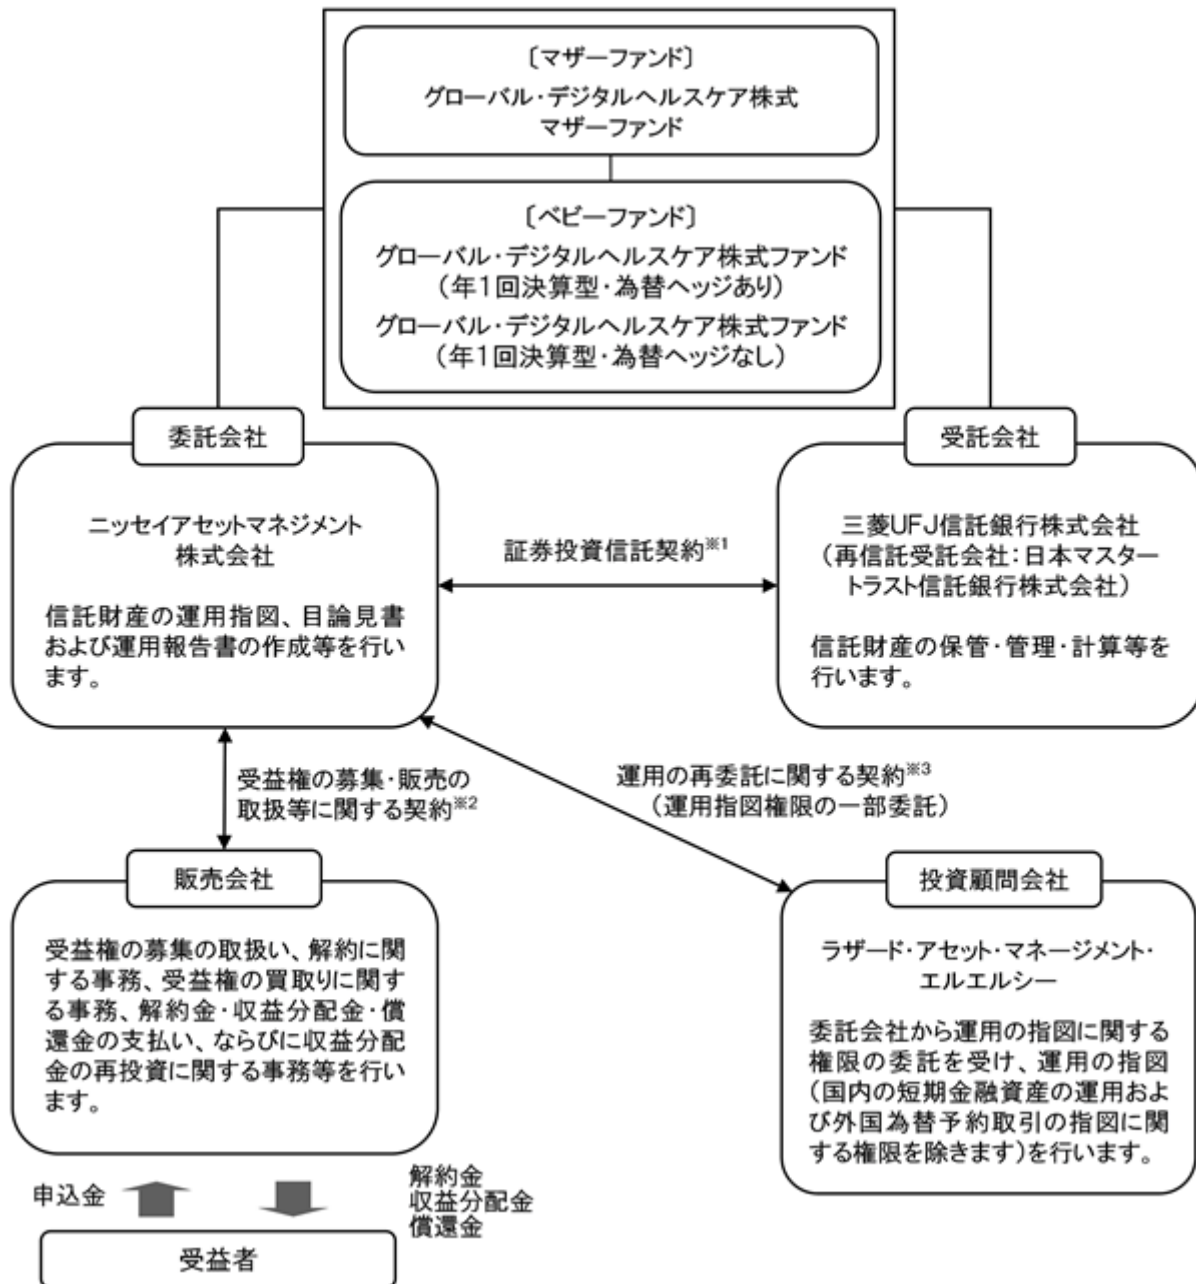 〔マザーファンド〕
グローバル・デジタルヘルスケア株式
マザーファンド
〔ベビーファンド〕
グローバル・デジタルヘルスケア株式ファンド
（年１回決算型・為替ヘッジあり）
グローバル・デジタルヘルスケア株式ファンド
（年１回決算型・為替ヘッジなし）
委託会社
ニッセイアセットマネジメント
株式会社
信託財産の運用指図、目論見書
および運用報告書の作成等を行い
ます。
証券投資信託契約※1
受託会社
三菱UFJ信託銀行株式会社
（再信託受託会社：日本マスター
トラスト信託銀行株式会社）
信託財産の保管・管理・計算等を
行います。
受益権の募集・販売の
取扱等に関する契約※2
運用の再委託に関する契約※3
（運用指図権限の一部委託）
販売会社
受益権の募集の取扱い、解約に関
する事務、受益権の買取りに関す
る事務、解約金・収益分配金・償
還金の支払い、ならびに収益分配
金の再投資に関する事務等を行い
ます。
投資顧問会社
ラザード・アセット・マネージメント・
エルエルシー
委託会社から運用の指図に関する
権限の委託を受け、運用の指図
（国内の短期金融資産の運用およ
び外国為替予約取引の指図に関
する権限を除きます）を行います。
申込金
解約金
収益分配金
償還金
受益者